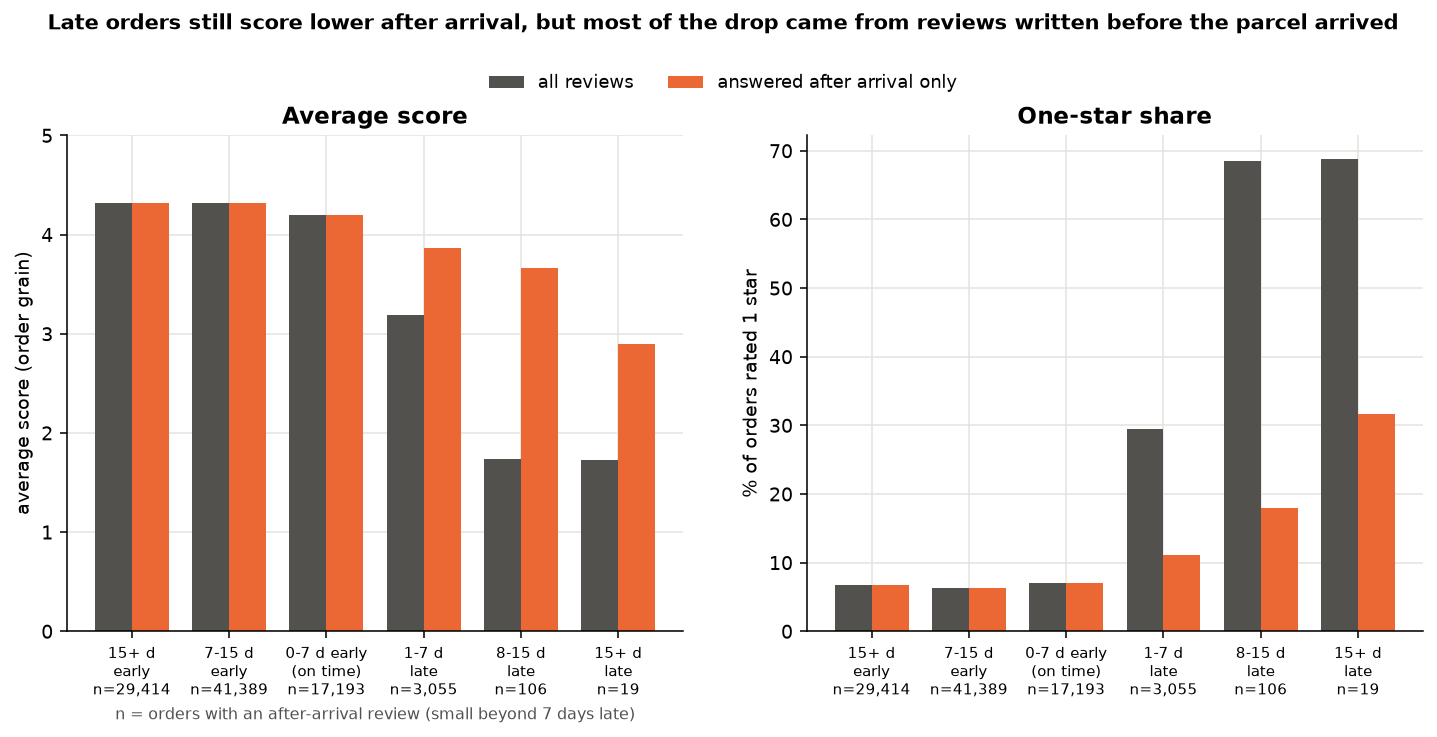 Late orders still score lower after arrival, but most of the drop came from reviews written before the parcel arrived
all reviews
answered after arrival only
Average score
5
4
3
2
1
0
average score (order grain)
15+ d
early
n=29,414
7-15 d
early
n=41,389
0-7 d early
(on time)
n=17,193
1-7 d
late
n=3,055
8-15 d
late
n=106
15+ d
late
n=19
n = orders with an after-arrival review (small beyond 7 days late)
One-star share
70
60
50
40
30
20
10
0
% of orders rated 1 star
15+ d
early
n=29,414
7-15 d
early
n=41,389
0-7 d early
(on time)
n=17,193
1-7 d
late
n=3,055
8-15 d
late
n=106
15+ d
late
n=19